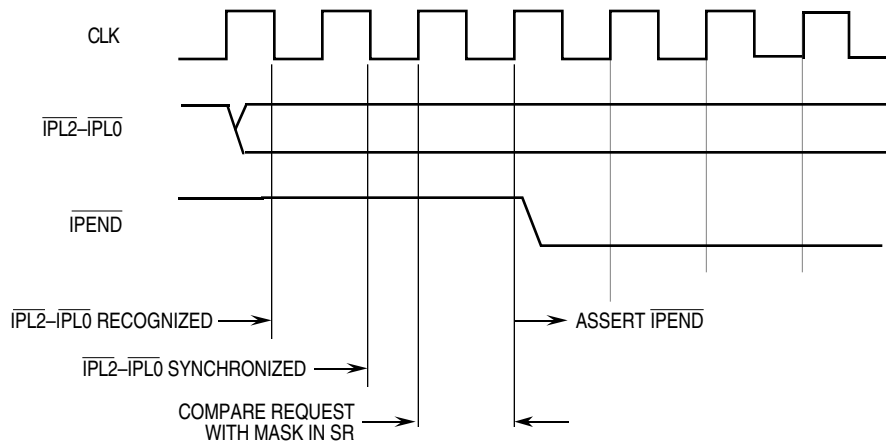 CLK
IPL2–IPL0
IPEND
IPL2–IPL0 RECOGNIZED
ASSERT IPEND
IPL2–IPL0 SYNCHRONIZED
COMPARE REQUEST
WITH MASK IN SR